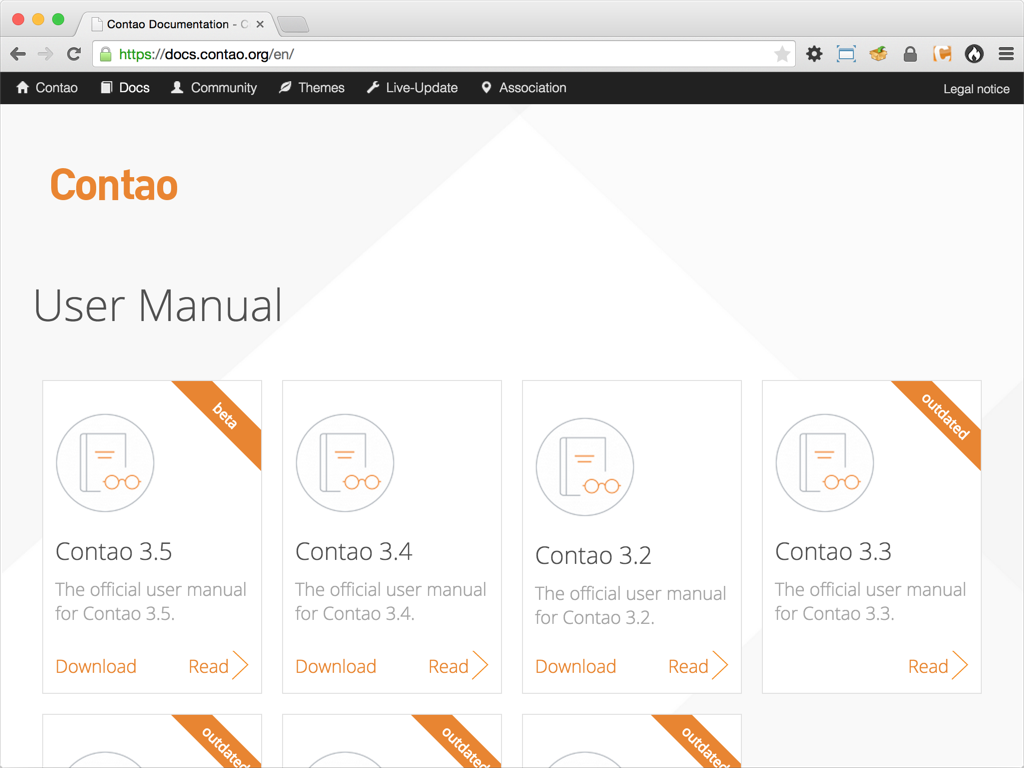 Contao Documentation - C
https://docs.contao.org/en/
Contao Docs Community Themes Live-Update Association Legal notice
Contao
User Manual
beta
Contao 3.5
The official user manual
for Contao 3.5.
Download Read
Contao 3.4
The official user manual
for Contao 3.4.
Download Read
Contao 3.2
The official user manual
for Contao 3.2.
Download Read
outdated
Contao 3.3
The official user manual
for Contao 3.3.
Read
outdated
outdated
outdated